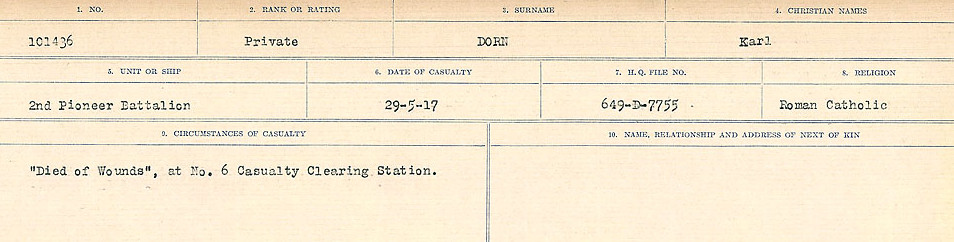 1. NO. 2. RANK OR RATING 3. SURNAME 4. CHRISTIAN NAMES
101436 Private DORN Karl
5. UNIT OR SHIP 6. DATE OF CASUALTY 7. H.Q. FILE NO. 8. RELIGION
2nd Pioneer Battalion 29-5-17 649-D-7755 Roman Catholic
9. CIRCUMSTANCES OF CASUALTY 10. NAME, RELATIONSHIP AND ADDRESS OF NEXT OF KIN
"Died of Wounds", at No. 6 Casualty Clearing Station.